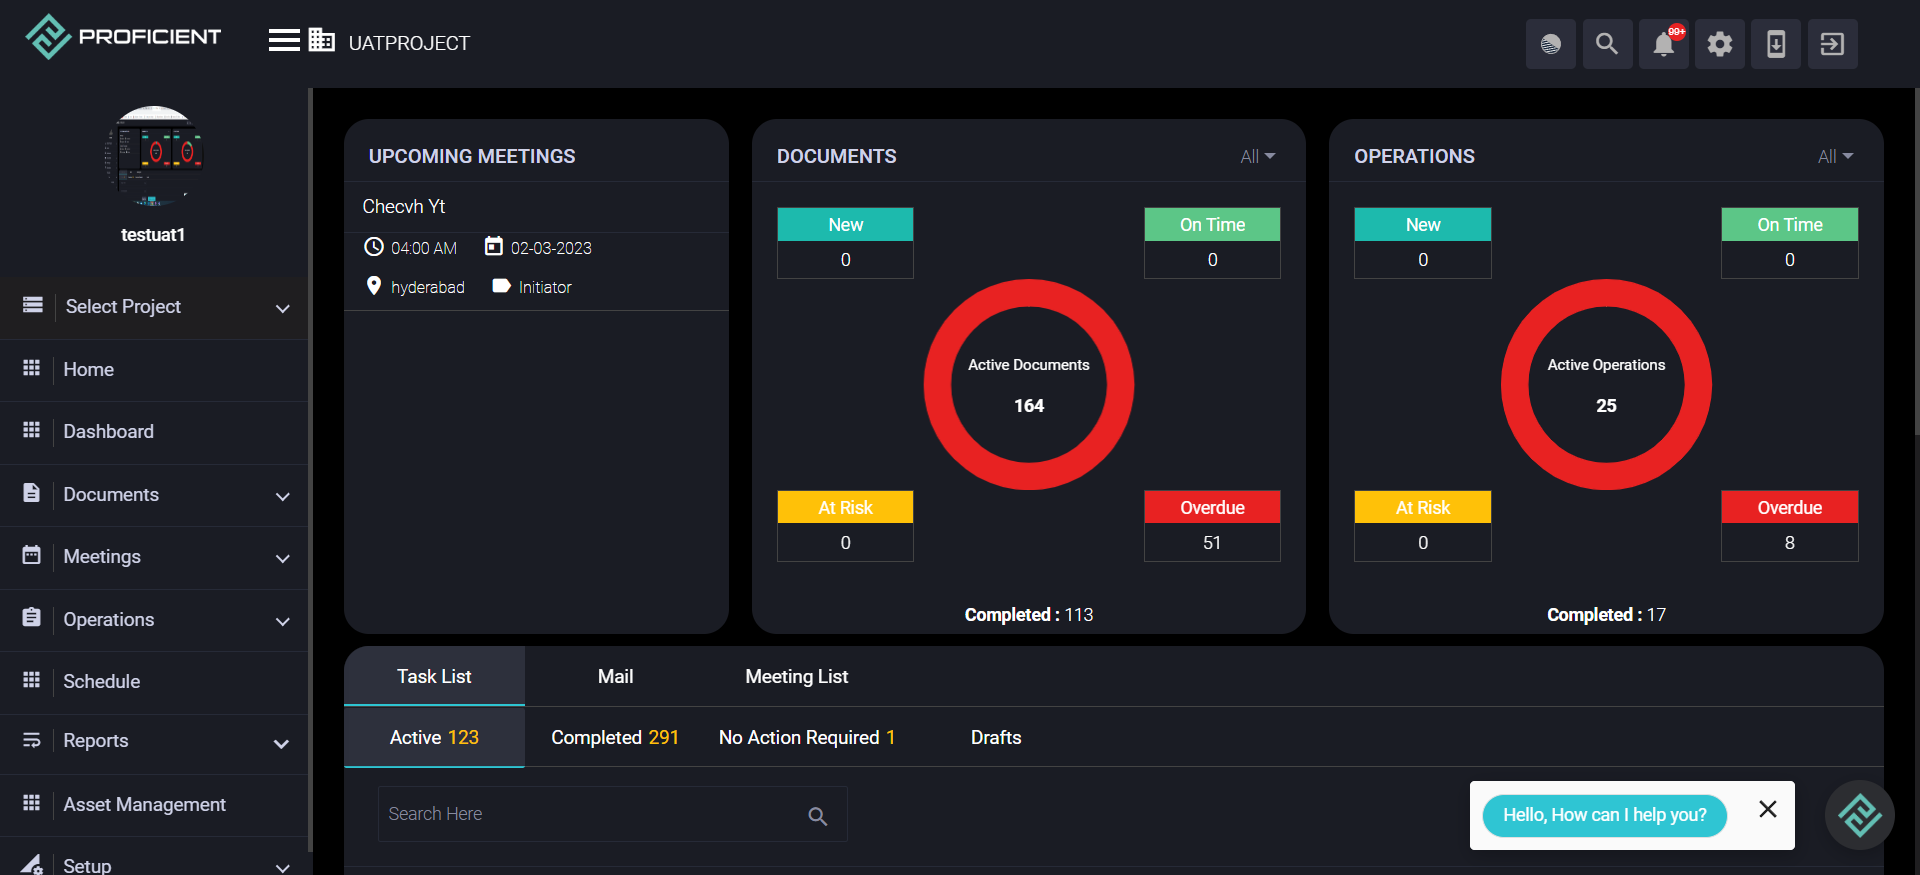 PROFICIENT
UATPROJECT
99+
testuat1
Select Project
Home
Dashboard
Documents
Meetings
Operations
Schedule
Reports
Asset Management
Setup
UPCOMING MEETINGS
Checvh Yt
04:00 AM 02-03-2023
hyderabad Initiator
DOCUMENTS All
New On Time
0 0
Active Documents
164
At Risk Overdue
0 51
Completed : 113
OPERATIONS All
New On Time
0 0
Active Operations
25
At Risk Overdue
0 8
Completed : 17
Task List Mail Meeting List
Active 123 Completed 291 No Action Required 1 Drafts
Search Here
Hello, How can I help you?